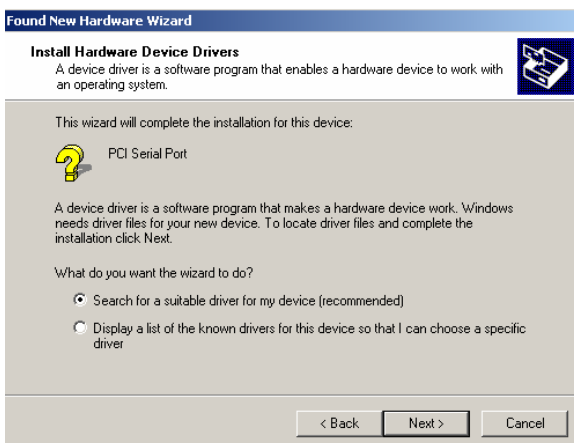 Found New Hardware Wizard
Install Hardware Device Drivers
A device driver is a software program that enables a hardware device to work with
an operating system.
This wizard will complete the installation for this device:
PCI Serial Port
A device driver is a software program that makes a hardware device work. Windows
needs driver files for your new device. To locate driver files and complete the
installation click Next.
What do you want the wizard to do?
Search for a suitable driver for my device (recommended)
Display a list of the known drivers for this device so that I can choose a specific
driver
< Back Next > Cancel